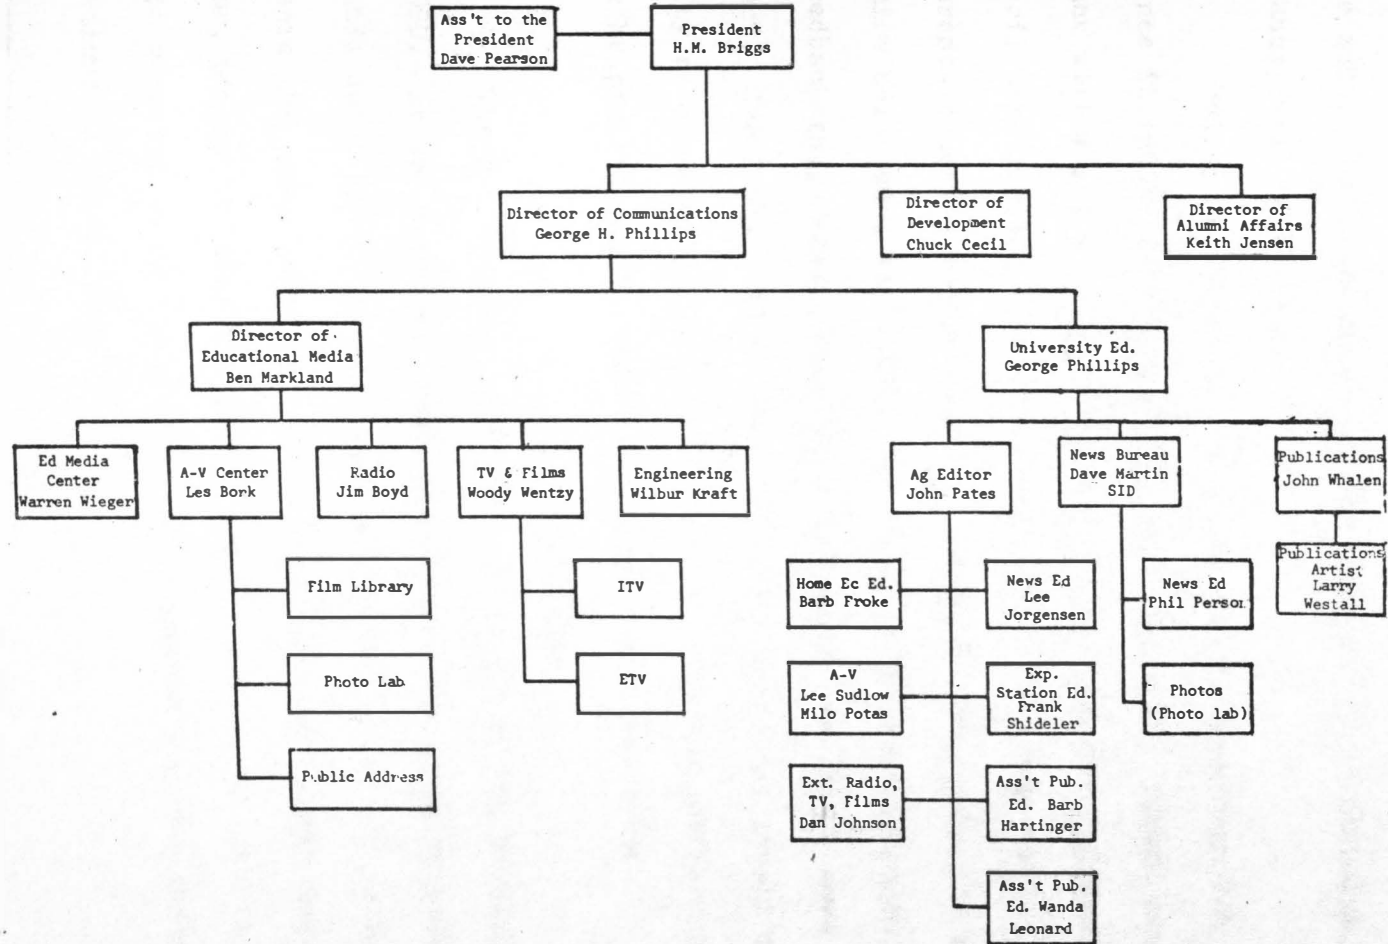 Ass't to the
President
Dave Pearson
President
H.M. Briggs
Director of Communications
George H. Phillips
Director of
Development
Chuck Cecil
Director of
Alumni Affairs
Keith Jensen
Director of
Educational Media
Ben Markland
University Ed.
George Phillips
Ed Media
Center
Warren Wieger
A-V Center
Les Bork
Radio
Jim Boyd
TV & Films
Woody Wentzy
Engineering
Wilbur Kraft
Ag Editor
John Pates
News Bureau
Dave Martin
SID
Publications
John Whalen
Film Library
Photo Lab
Public Address
ITV
ETV
Home Ec Ed.
Barb Froke
News Ed
Lee
Jorgensen
A-V
Lee Sudlow
Milo Potas
Exp.
Station Ed.
Frank
Shideler
Ext. Radio,
TV, Films
Dan Johnson
Ass't Pub.
Ed. Barb
Hartinger
Ass't Pub.
Ed. Wanda
Leonard
News Ed
Phil Person
Photos
(Photo lab)
Publications
Artist
Larry
Westall